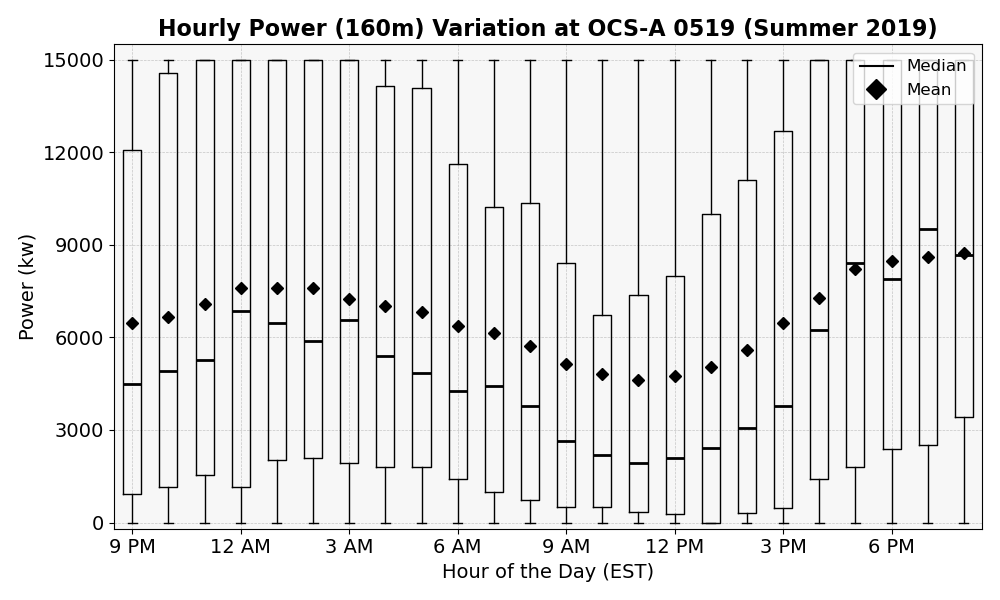 Hourly Power (160m) Variation at OCS-A 0519 (Summer 2019)
Median
Mean
15000
12000
9000
6000
3000
0
Power (kw)
9 PM 12 AM 3 AM 6 AM 9 AM 12 PM 3 PM 6 PM
Hour of the Day (EST)